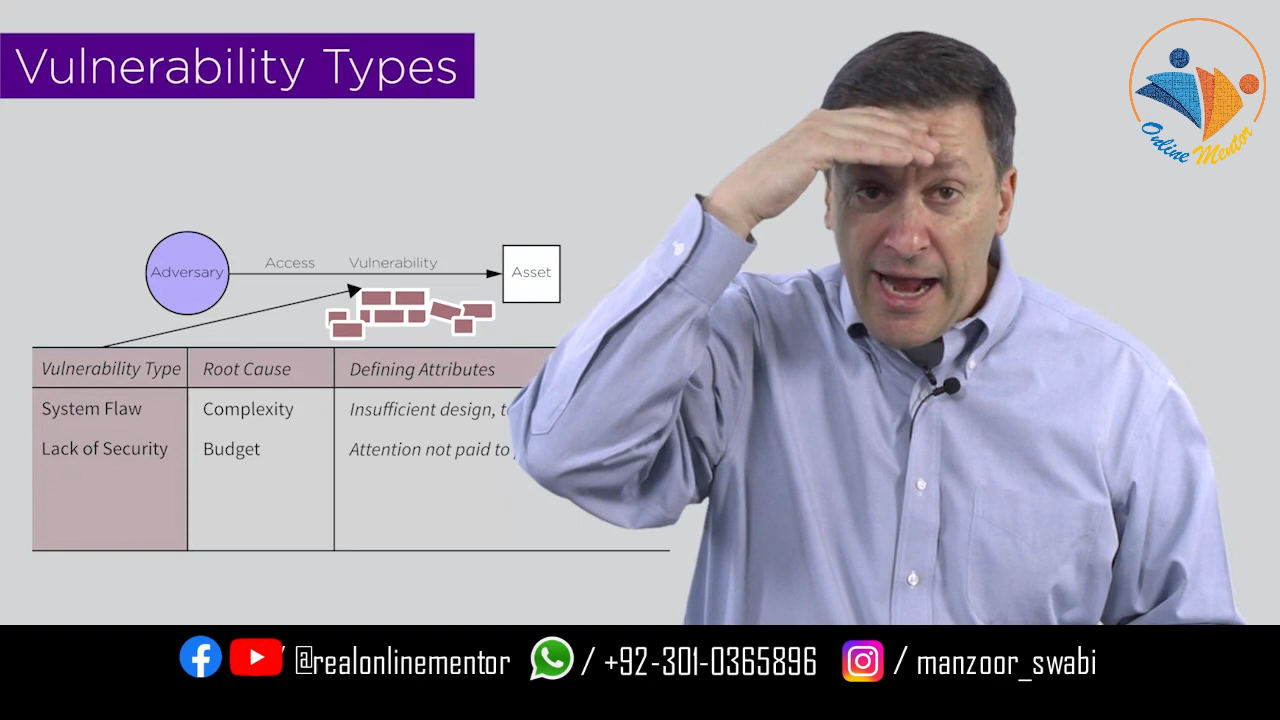 Vulnerability Types
Online Mentor
Adversary
Access
Vulnerability
Asset
Vulnerability Type
Root Cause
Defining Attributes
System Flaw
Complexity
Insufficient design,
Lack of Security
Budget
Attention not paid to
/ @realonlinementor / +92-301-0365896 / manzoor_swabi